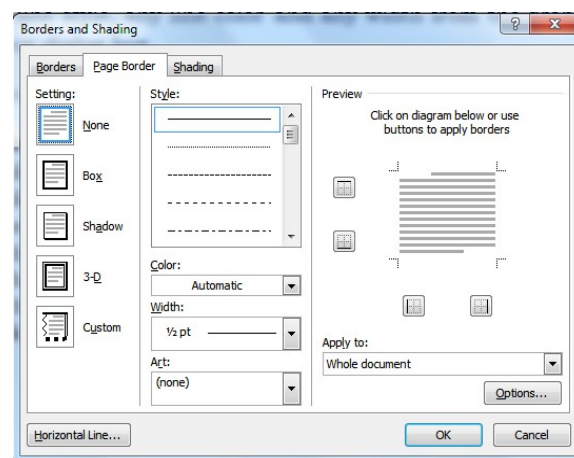 Borders and Shading
Borders Page Border Shading
Setting:
None
Box
Shadow
3-D
Custom
Style:
Color:
Automatic
Width:
½ pt
Art:
(none)
Preview
Click on diagram below or use
buttons to apply borders
Apply to:
Whole document
Options...
Horizontal Line...
OK Cancel